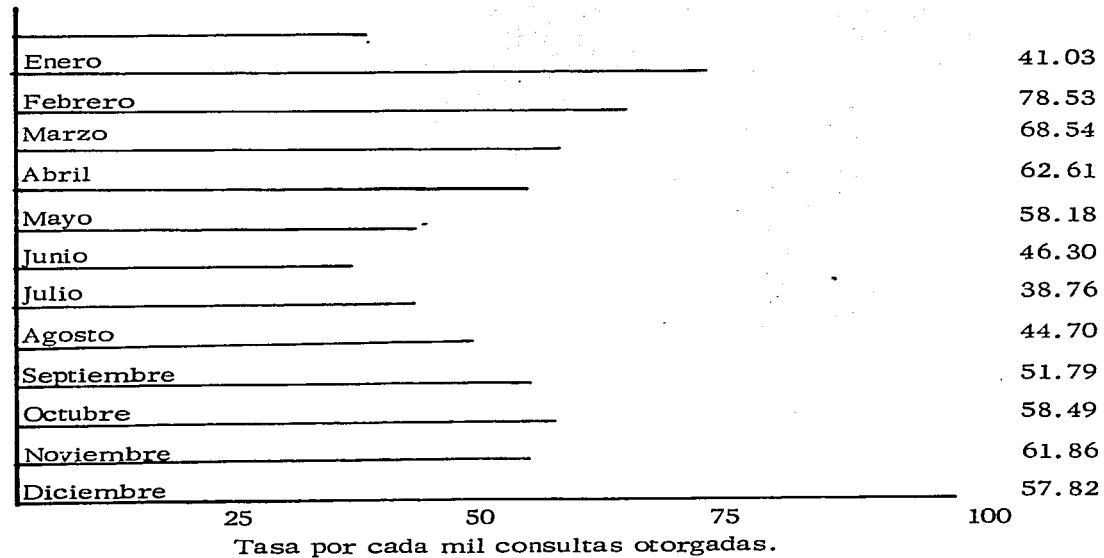 Enero 41.03
Febrero 78.53
Marzo 68.54
Abril 62.61
Mayo 58.18
Junio 46.30
Julio 38.76
Agosto 44.70
Septiembre 51.79
Octubre 58.49
Noviembre 61.86
Diciembre 57.82
25 50 75 100
Tasa por cada mil consultas otorgadas.